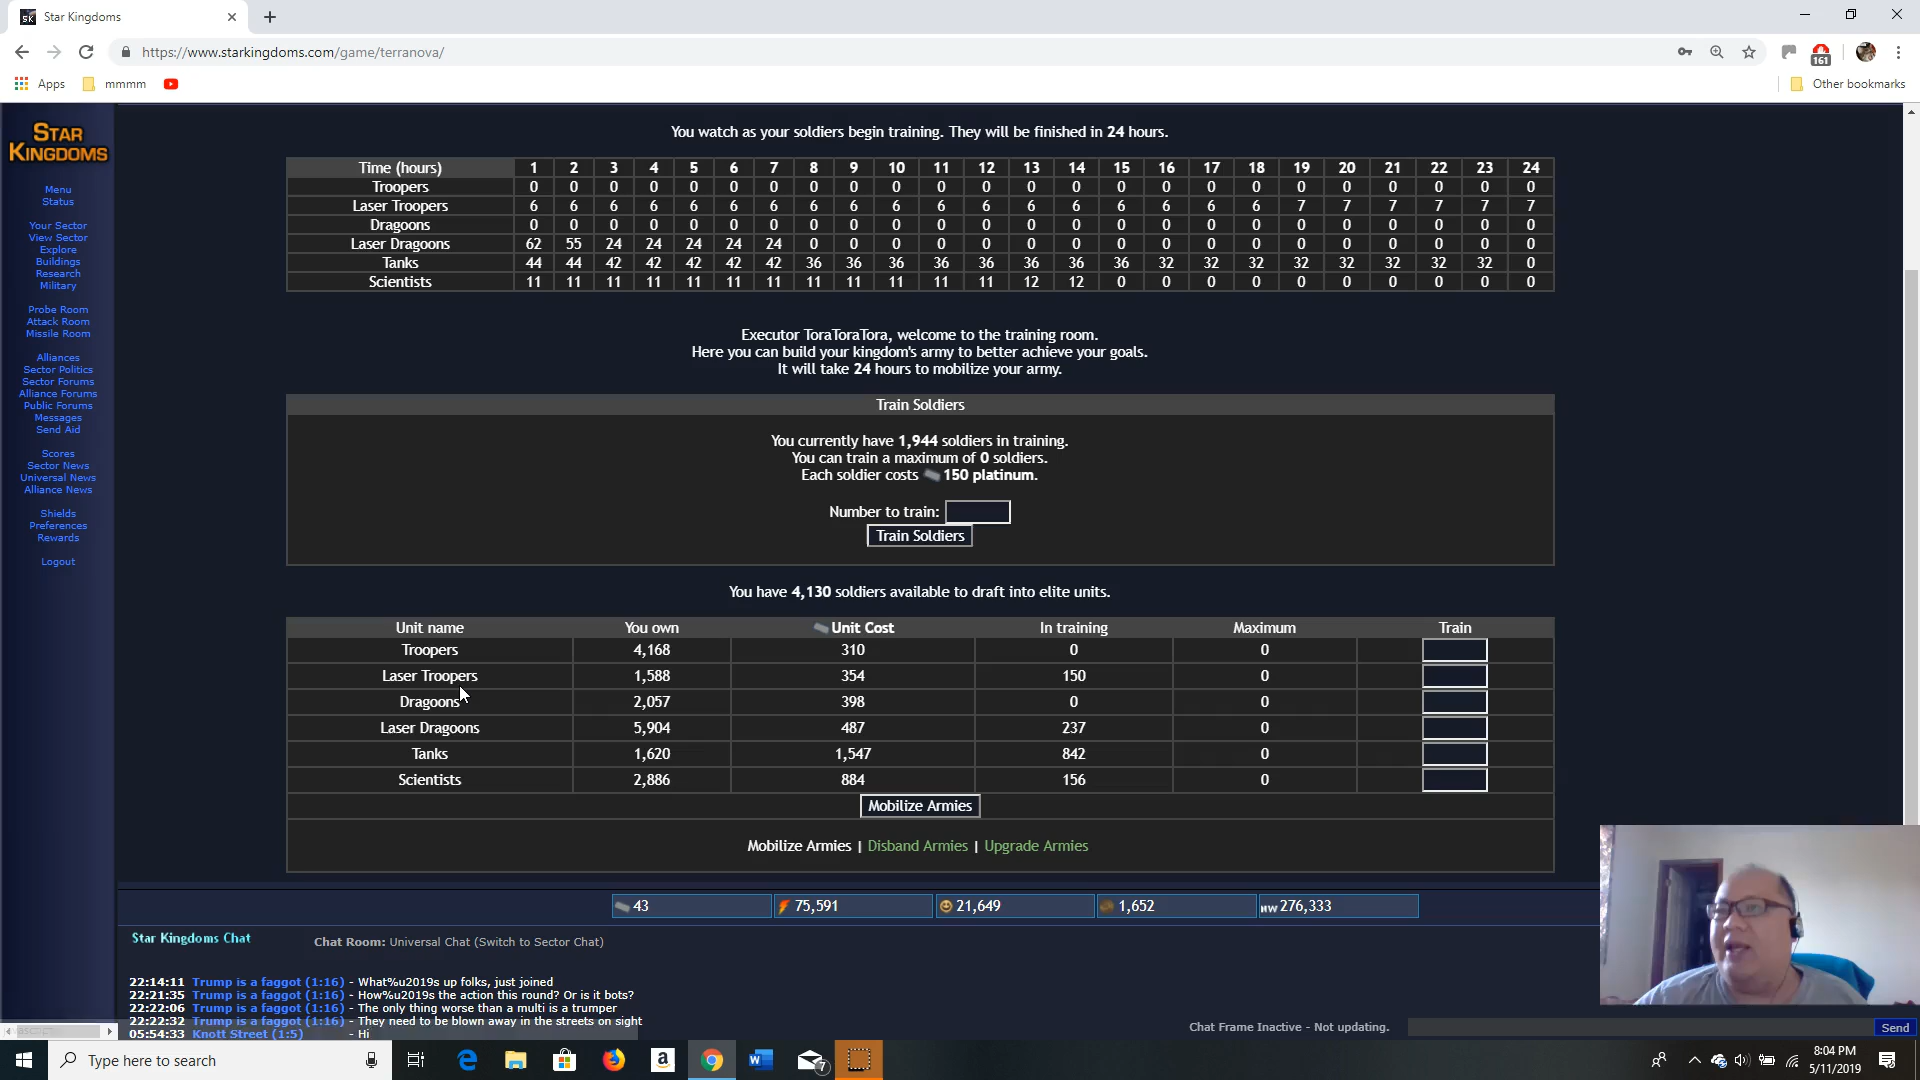 Star Kingdoms
https://www.starkingdoms.com/game/terranova/
161
Apps mmmm Other bookmarks
STAR
KINGDOMS
Menu
Status
Your Sector
View Sector
Explore
Buildings
Research
Military
Probe Room
Attack Room
Missile Room
Alliances
Sector Politics
Sector Forums
Alliance Forums
Public Forums
Messages
Send Aid
Scores
Sector News
Universal News
Alliance News
Shields
Preferences
Rewards
Logout
You watch as your soldiers begin training. They will be finished in 24 hours.
Time (hours) 1 2 3 4 5 6 7 8 9 10 11 12 13 14 15 16 17 18 19 20 21 22 23 24
Troopers 0 0 0 0 0 0 0 0 0 0 0 0 0 0 0 0 0 0 0 0 0 0 0 0
Laser Troopers 6 6 6 6 6 6 6 6 6 6 6 6 6 6 6 6 6 6 7 7 7 7 7 7
Dragoons 0 0 0 0 0 0 0 0 0 0 0 0 0 0 0 0 0 0 0 0 0 0 0 0
Laser Dragoons 62 55 24 24 24 24 24 0 0 0 0 0 0 0 0 0 0 0 0 0 0 0 0 0
Tanks 44 44 42 42 42 42 42 36 36 36 36 36 36 36 36 32 32 32 32 32 32 32 32 0
Scientists 11 11 11 11 11 11 11 11 11 11 11 11 12 12 0 0 0 0 0 0 0 0 0 0
Executor ToraToraTora, welcome to the training room.
Here you can build your kingdom's army to better achieve your goals.
It will take 24 hours to mobilize your army.
Train Soldiers
You currently have 1,944 soldiers in training.
You can train a maximum of 0 soldiers.
Each soldier costs 150 platinum.
Number to train:
Train Soldiers
You have 4,130 soldiers available to draft into elite units.
Unit name You own Unit Cost In training Maximum Train
Troopers 4,168 310 0 0
Laser Troopers 1,588 354 150 0
Dragoons 2,057 398 0 0
Laser Dragoons 5,904 487 237 0
Tanks 1,620 1,547 842 0
Scientists 2,886 884 156 0
Mobilize Armies
Mobilize Armies | Disband Armies | Upgrade Armies
43 75,591 21,649 1,652 NW 276,333
Star Kingdoms Chat Chat Room: Universal Chat (Switch to Sector Chat)
22:14:11 Trump is a faggot (1:16) - What%u2019s up folks, just joined
22:21:35 Trump is a faggot (1:16) - How%u2019s the action this round? Or is it bots?
22:22:06 Trump is a faggot (1:16) - The only thing worse than a multi is a trumper
22:22:32 Trump is a faggot (1:16) - They need to be blown away in the streets on sight
05:54:33 Knott Street (1:5) - Hi
Chat Frame Inactive - Not updating.
Send
Type here to search
7
8:04 PM
5/11/2019